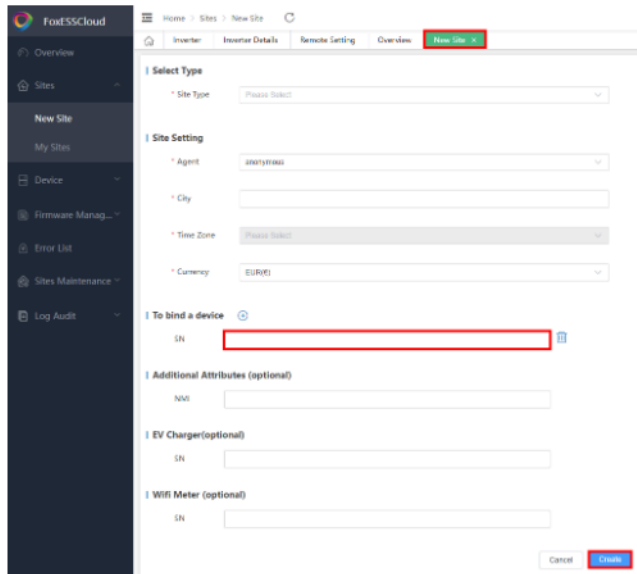 FoxESSCloud
Home > Sites > New Site
Inverter Inverter Details Remote Setting Overview New Site ×
Overview
Sites
New Site
My Sites
Device
Firmware Manag...
Error List
Sites Maintenance
Log Audit
Select Type
* Site Type Please Select
Site Setting
* Agent anonymous
* City
* Time Zone Please Select
* Currency EUR(€)
To bind a device
SN
Additional Attributes (optional)
NMI
EV Charger(optional)
SN
Wifi Meter (optional)
SN
Cancel Create